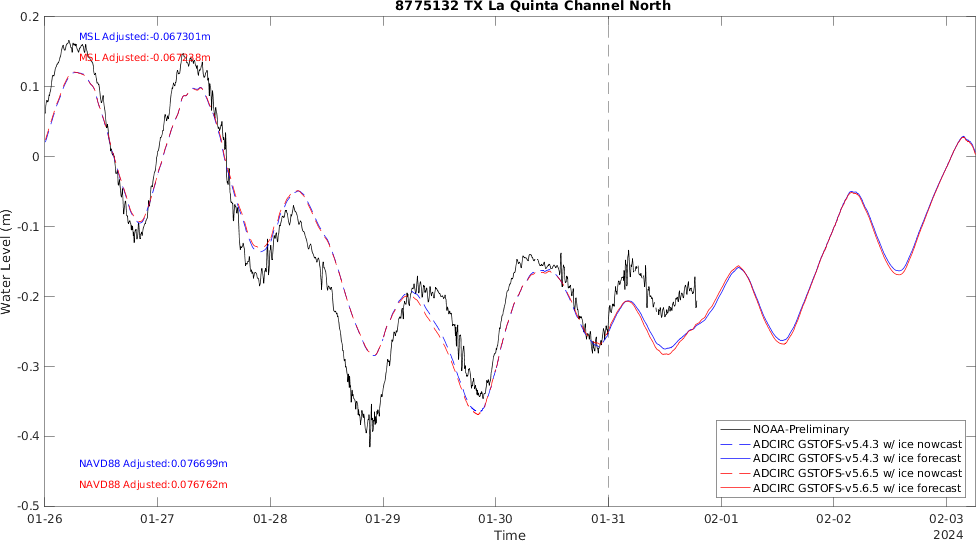 8775132 TX La Quinta Channel North
0.2
0.1
0
-0.1
-0.2
-0.3
-0.4
-0.5
Water Level (m)
MSL Adjusted:-0.067301m
MSL Adjusted:-0.067238m
NAVD88 Adjusted:0.076699m
NAVD88 Adjusted:0.076762m
NOAA-Preliminary
ADCIRC GSTOFS-v5.4.3 w/ ice nowcast
ADCIRC GSTOFS-v5.4.3 w/ ice forecast
ADCIRC GSTOFS-v5.6.5 w/ ice nowcast
ADCIRC GSTOFS-v5.6.5 w/ ice forecast
01-26 01-27 01-28 01-29 01-30 01-31 02-01 02-02 02-03
Time
2024